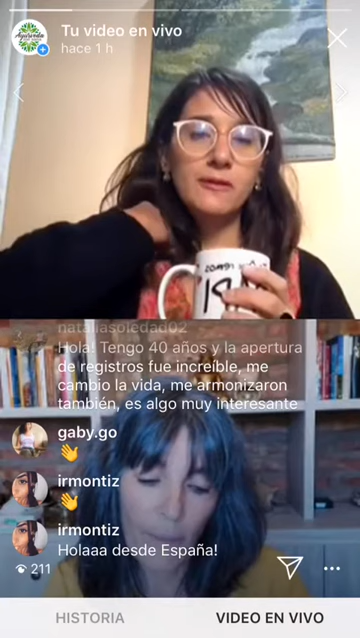 Tu video en vivo
hace 1 h
Ayurveda
nataliasoledad02
Hola! Tengo 40 años y la apertura
de registros fue increíble, me
cambio la vida, me armonizaron
también, es algo muy interesante
gaby.go
👋
irmontiz
👋
irmontiz
Holaaa desde España!
211
HISTORIA
VIDEO EN VIVO